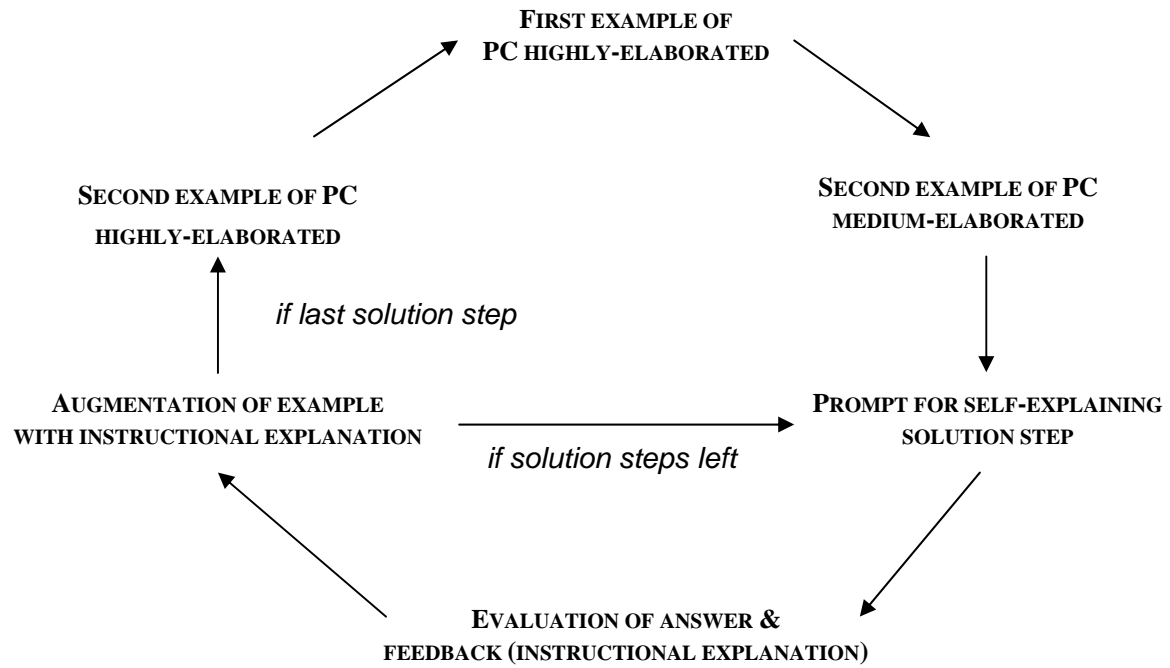 FIRST EXAMPLE OF
PC HIGHLY-ELABORATED
SECOND EXAMPLE OF PC
MEDIUM-ELABORATED
PROMPT FOR SELF-EXPLAINING
SOLUTION STEP
EVALUATION OF ANSWER &
FEEDBACK (INSTRUCTIONAL EXPLANATION)
AUGMENTATION OF EXAMPLE
WITH INSTRUCTIONAL EXPLANATION
if solution steps left
if last solution step
SECOND EXAMPLE OF PC
HIGHLY-ELABORATED